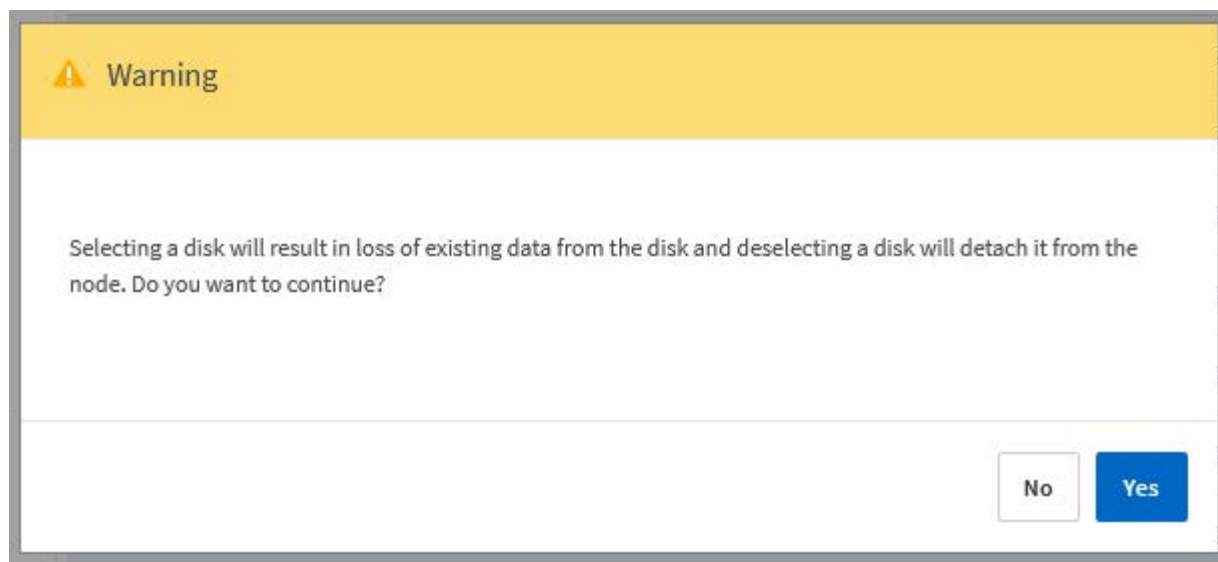 Warning
Selecting a disk will result in loss of existing data from the disk and deselecting a disk will detach it from the
node. Do you want to continue?
No
Yes